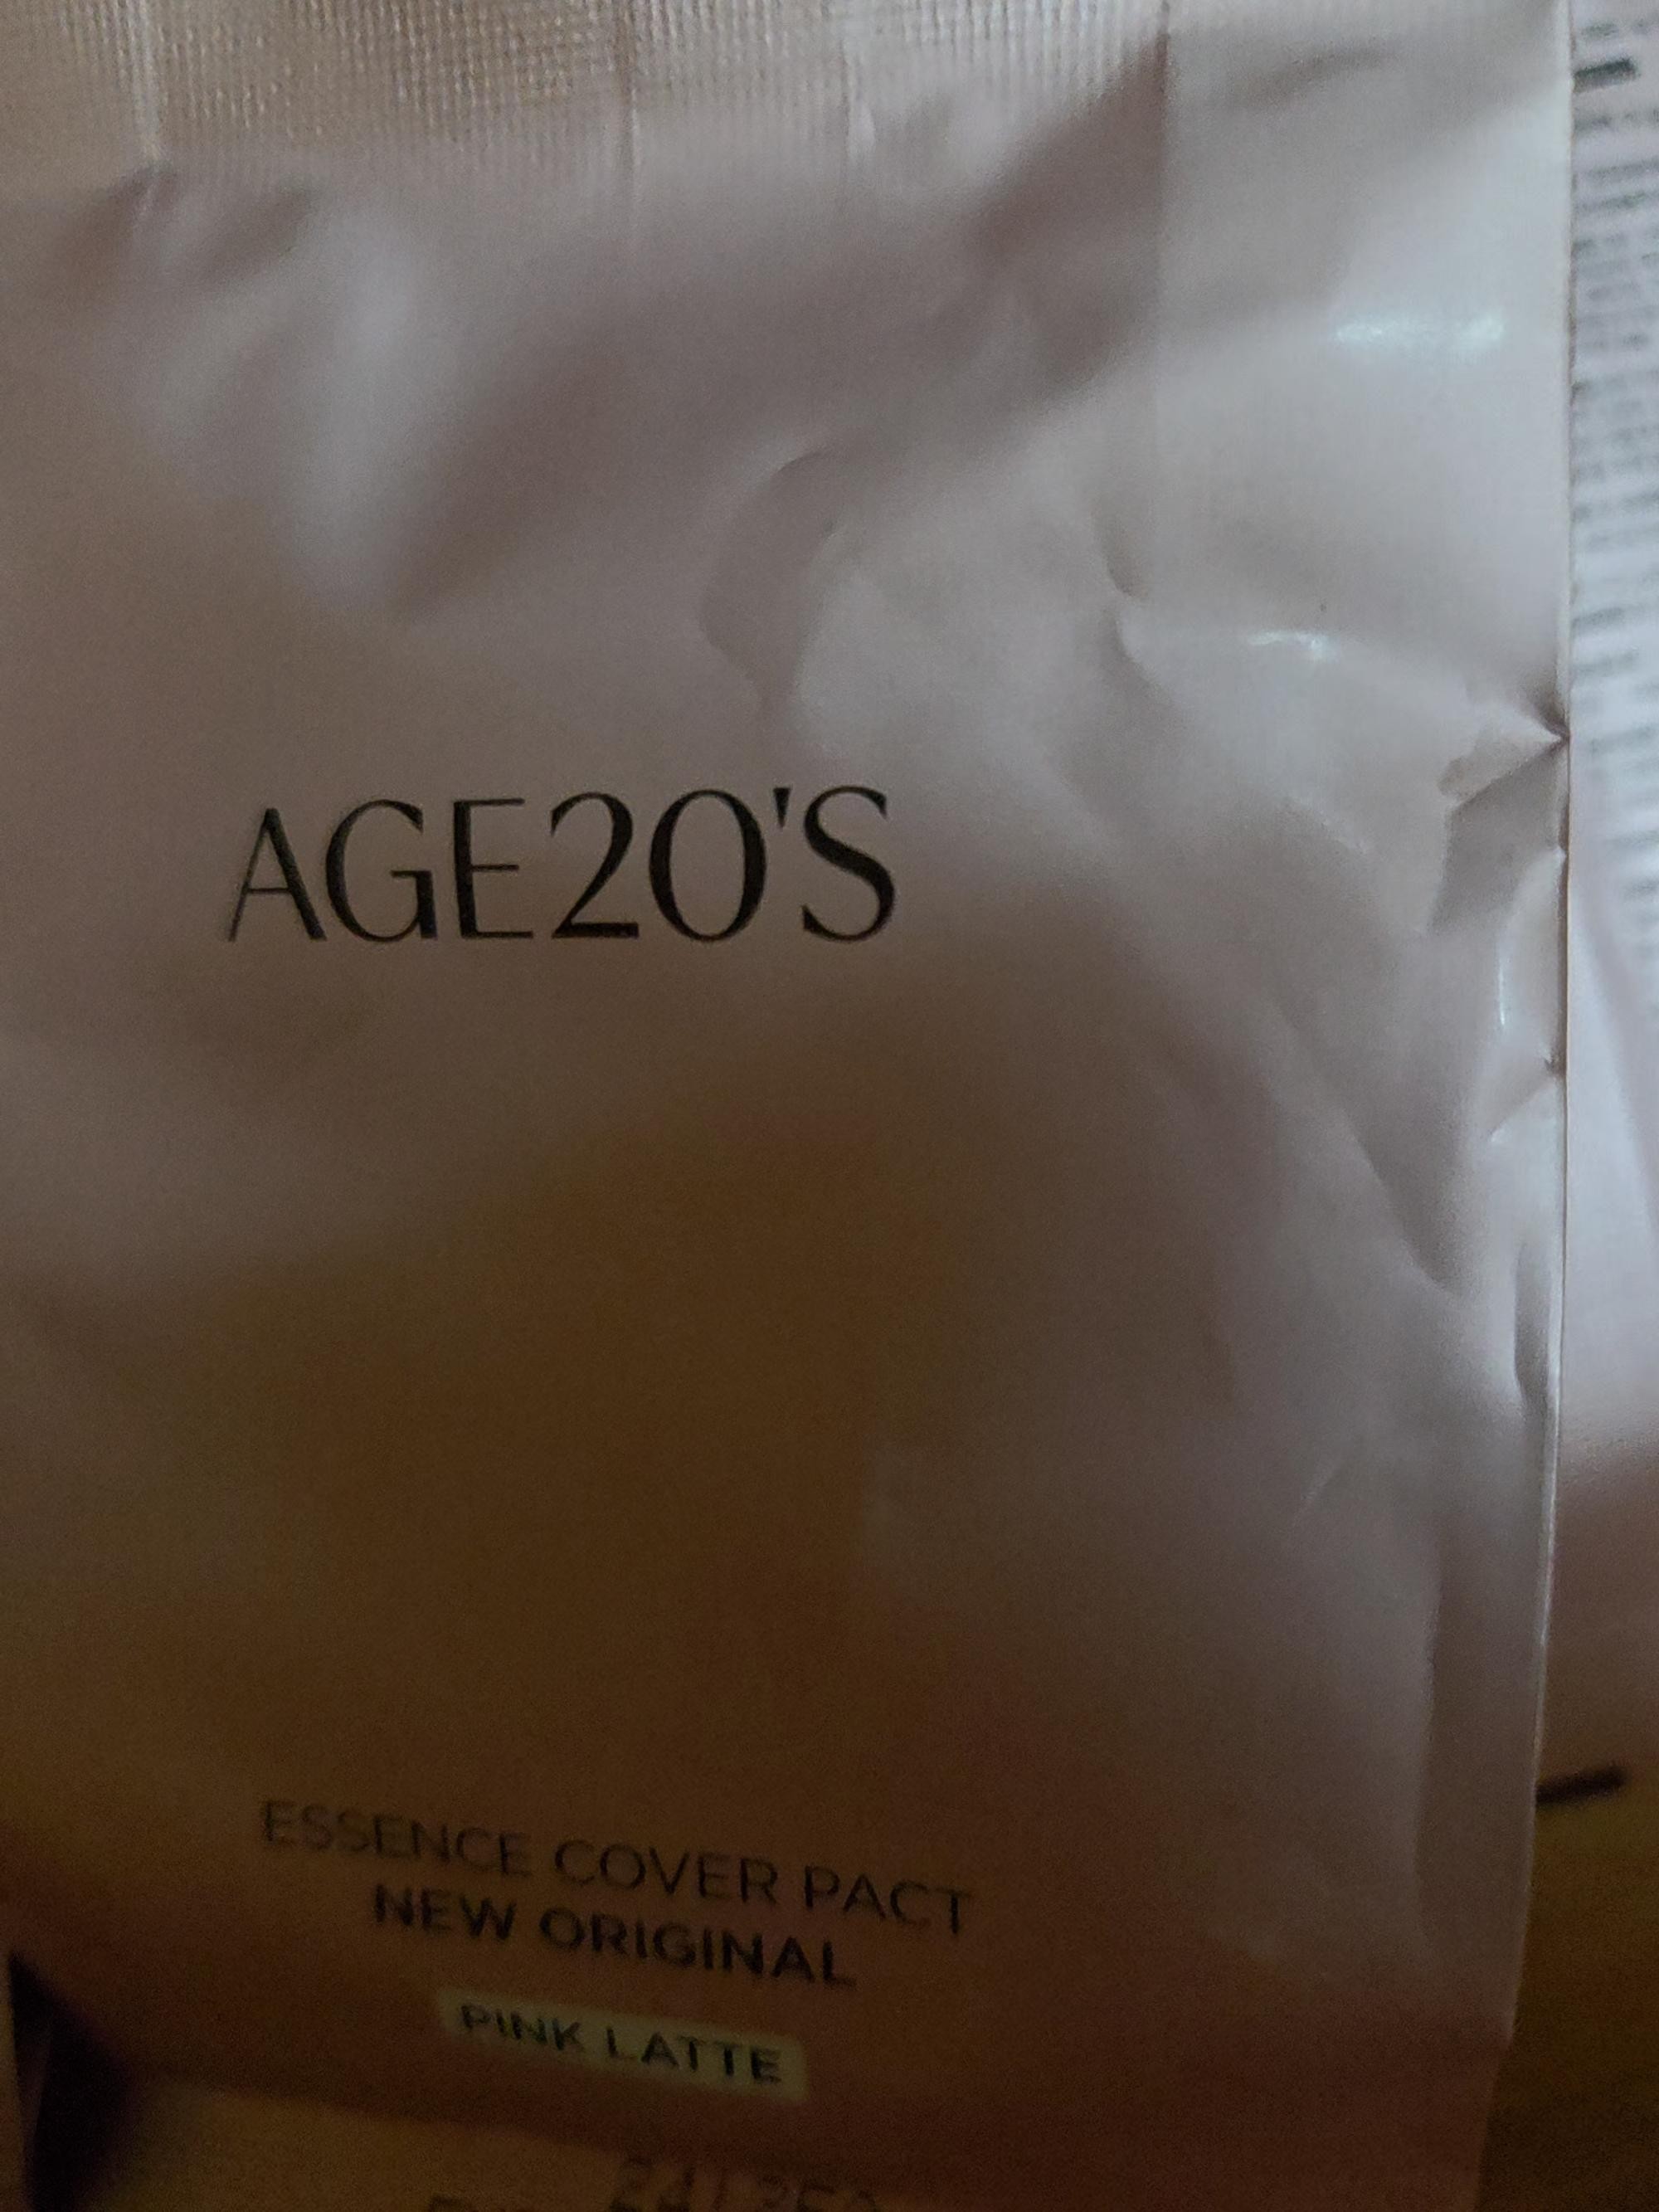 AGE20'S
ESSENCE COVER PACT
NEW ORIGINAL
PINK LATTE